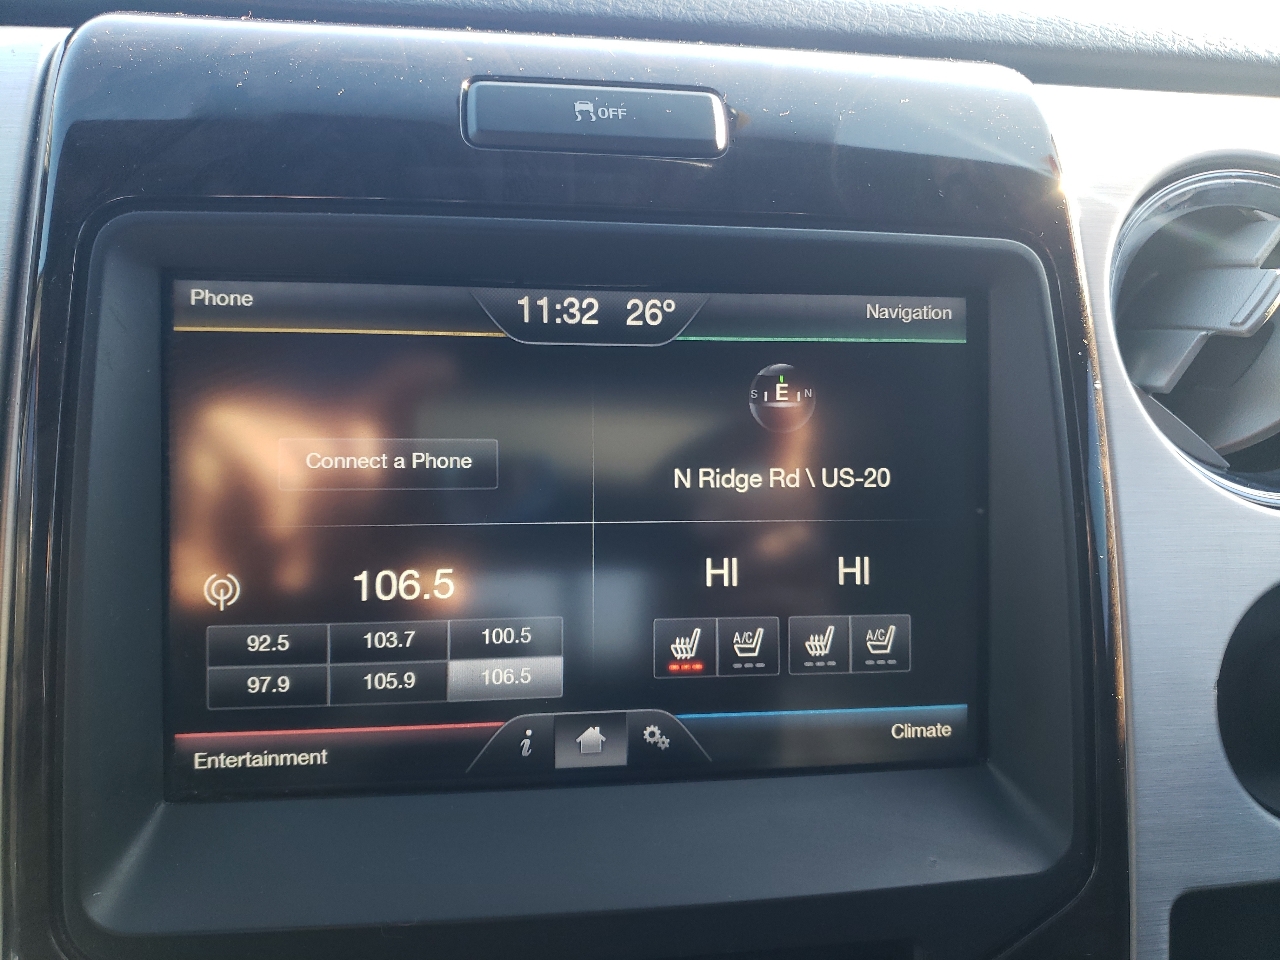 OFF
Phone
11:32 26°
Navigation
S E N
Connect a Phone
N Ridge Rd \ US-20
106.5
HI HI
92.5 103.7 100.5
97.9 105.9 106.5
A/C A/C
Entertainment
i
Climate